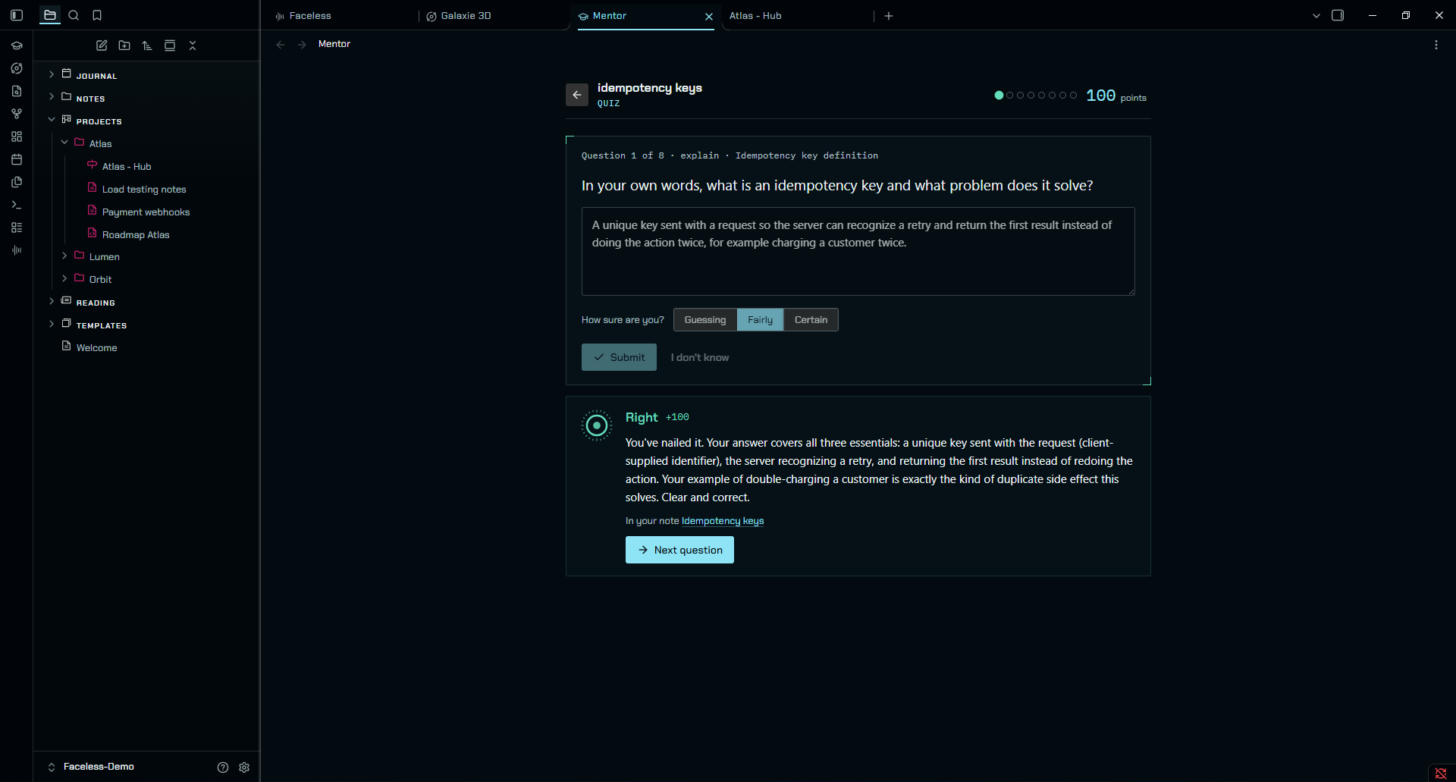 Faceless
Galaxie 3D
Mentor
Atlas - Hub
Mentor
JOURNAL
NOTES
PROJECTS
Atlas
Atlas - Hub
Load testing notes
Payment webhooks
Roadmap Atlas
Lumen
Orbit
READING
TEMPLATES
Welcome
Faceless-Demo
idempotency keys
QUIZ
100 points
Question 1 of 8 · explain · Idempotency key definition
In your own words, what is an idempotency key and what problem does it solve?
A unique key sent with a request so the server can recognize a retry and return the first result instead of
doing the action twice, for example charging a customer twice.
How sure are you? Guessing Fairly Certain
Submit I don't know
Right +100
You've nailed it. Your answer covers all three essentials: a unique key sent with the request (client-
supplied identifier), the server recognizing a retry, and returning the first result instead of redoing the
action. Your example of double-charging a customer is exactly the kind of duplicate side effect this
solves. Clear and correct.
In your note Idempotency keys
Next question